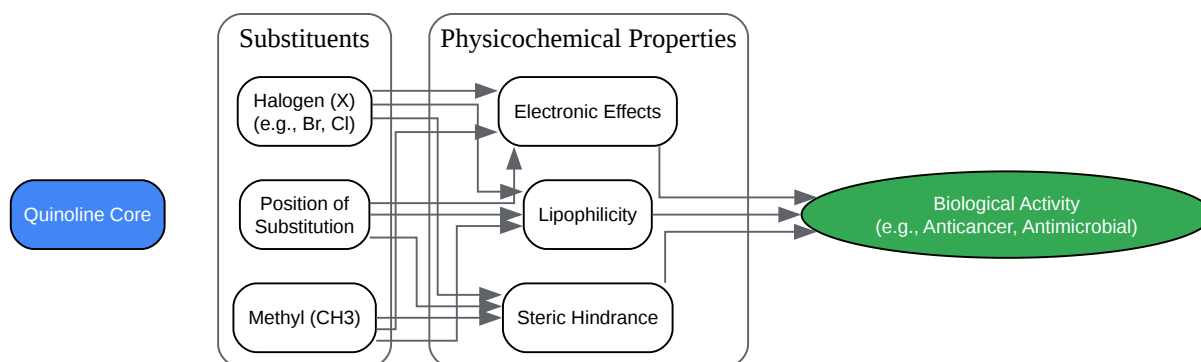 Substituents
Physicochemical Properties
Halogen (X)
(e.g., Br, Cl)
Electronic Effects
Quinoline Core
Position of
Substitution
Lipophilicity
Biological Activity
(e.g., Anticancer, Antimicrobial)
Methyl (CH3)
Steric Hindrance